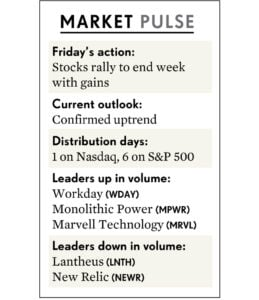 MARKET PULSE
Friday's action:
Stocks rally to end week
with gains
Current outlook:
Confirmed uptrend
Distribution days:
1 on Nasdaq, 6 on S&P 500
Leaders up in volume:
Workday (WDAY)
Monolithic Power (MPWR)
Marvell Technology (MRVL)
Leaders down in volume:
Lantheus (LNTH)
New Relic (NEWR)